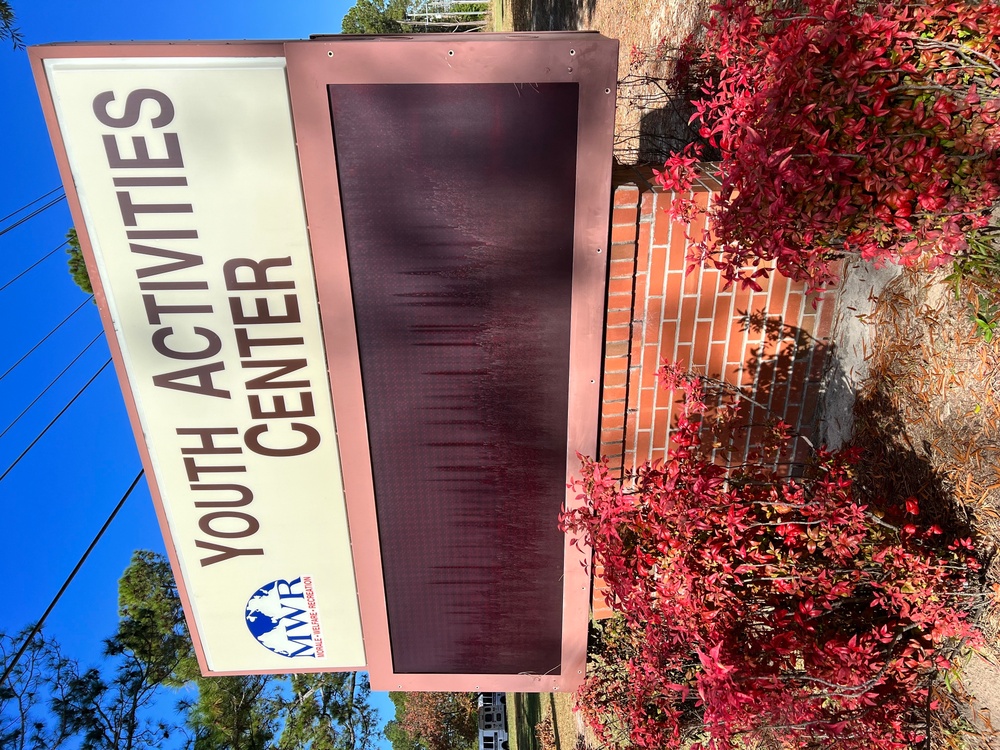 YOUTH ACTIVITIES
CENTER
MWR
MORALE • WELFARE • RECREATION